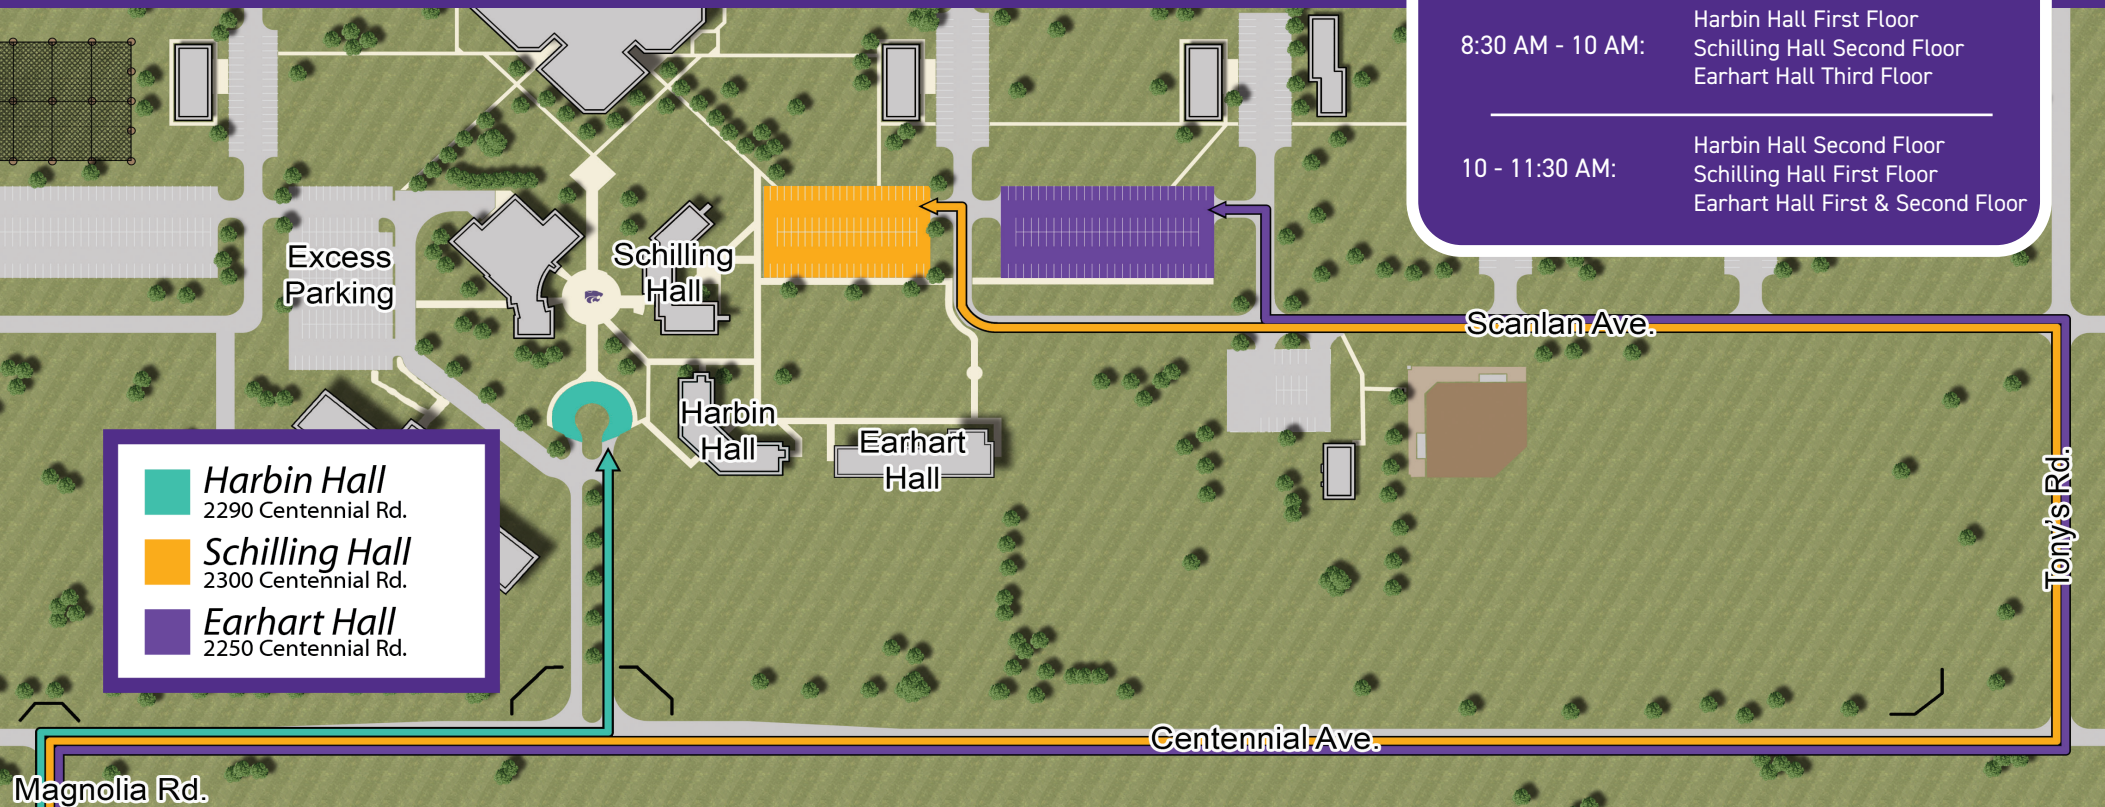 Harbin Hall First Floor
8:30 AM - 10 AM:
Schilling Hall Second Floor
Earhart Hall Third Floor
Harbin Hall Second Floor
10 - 11:30 AM:
Schilling Hall First Floor
Earhart Hall First & Second Floor
Excess
Parking
Schilling
Hall
Scanlan Ave.
Harbin
Hall
Earhart
Hall
Tony's Rd.
Harbin Hall
2290 Centennial Rd.
Schilling Hall
2300 Centennial Rd.
Earhart Hall
2250 Centennial Rd.
Centennial Ave.
Magnolia Rd.